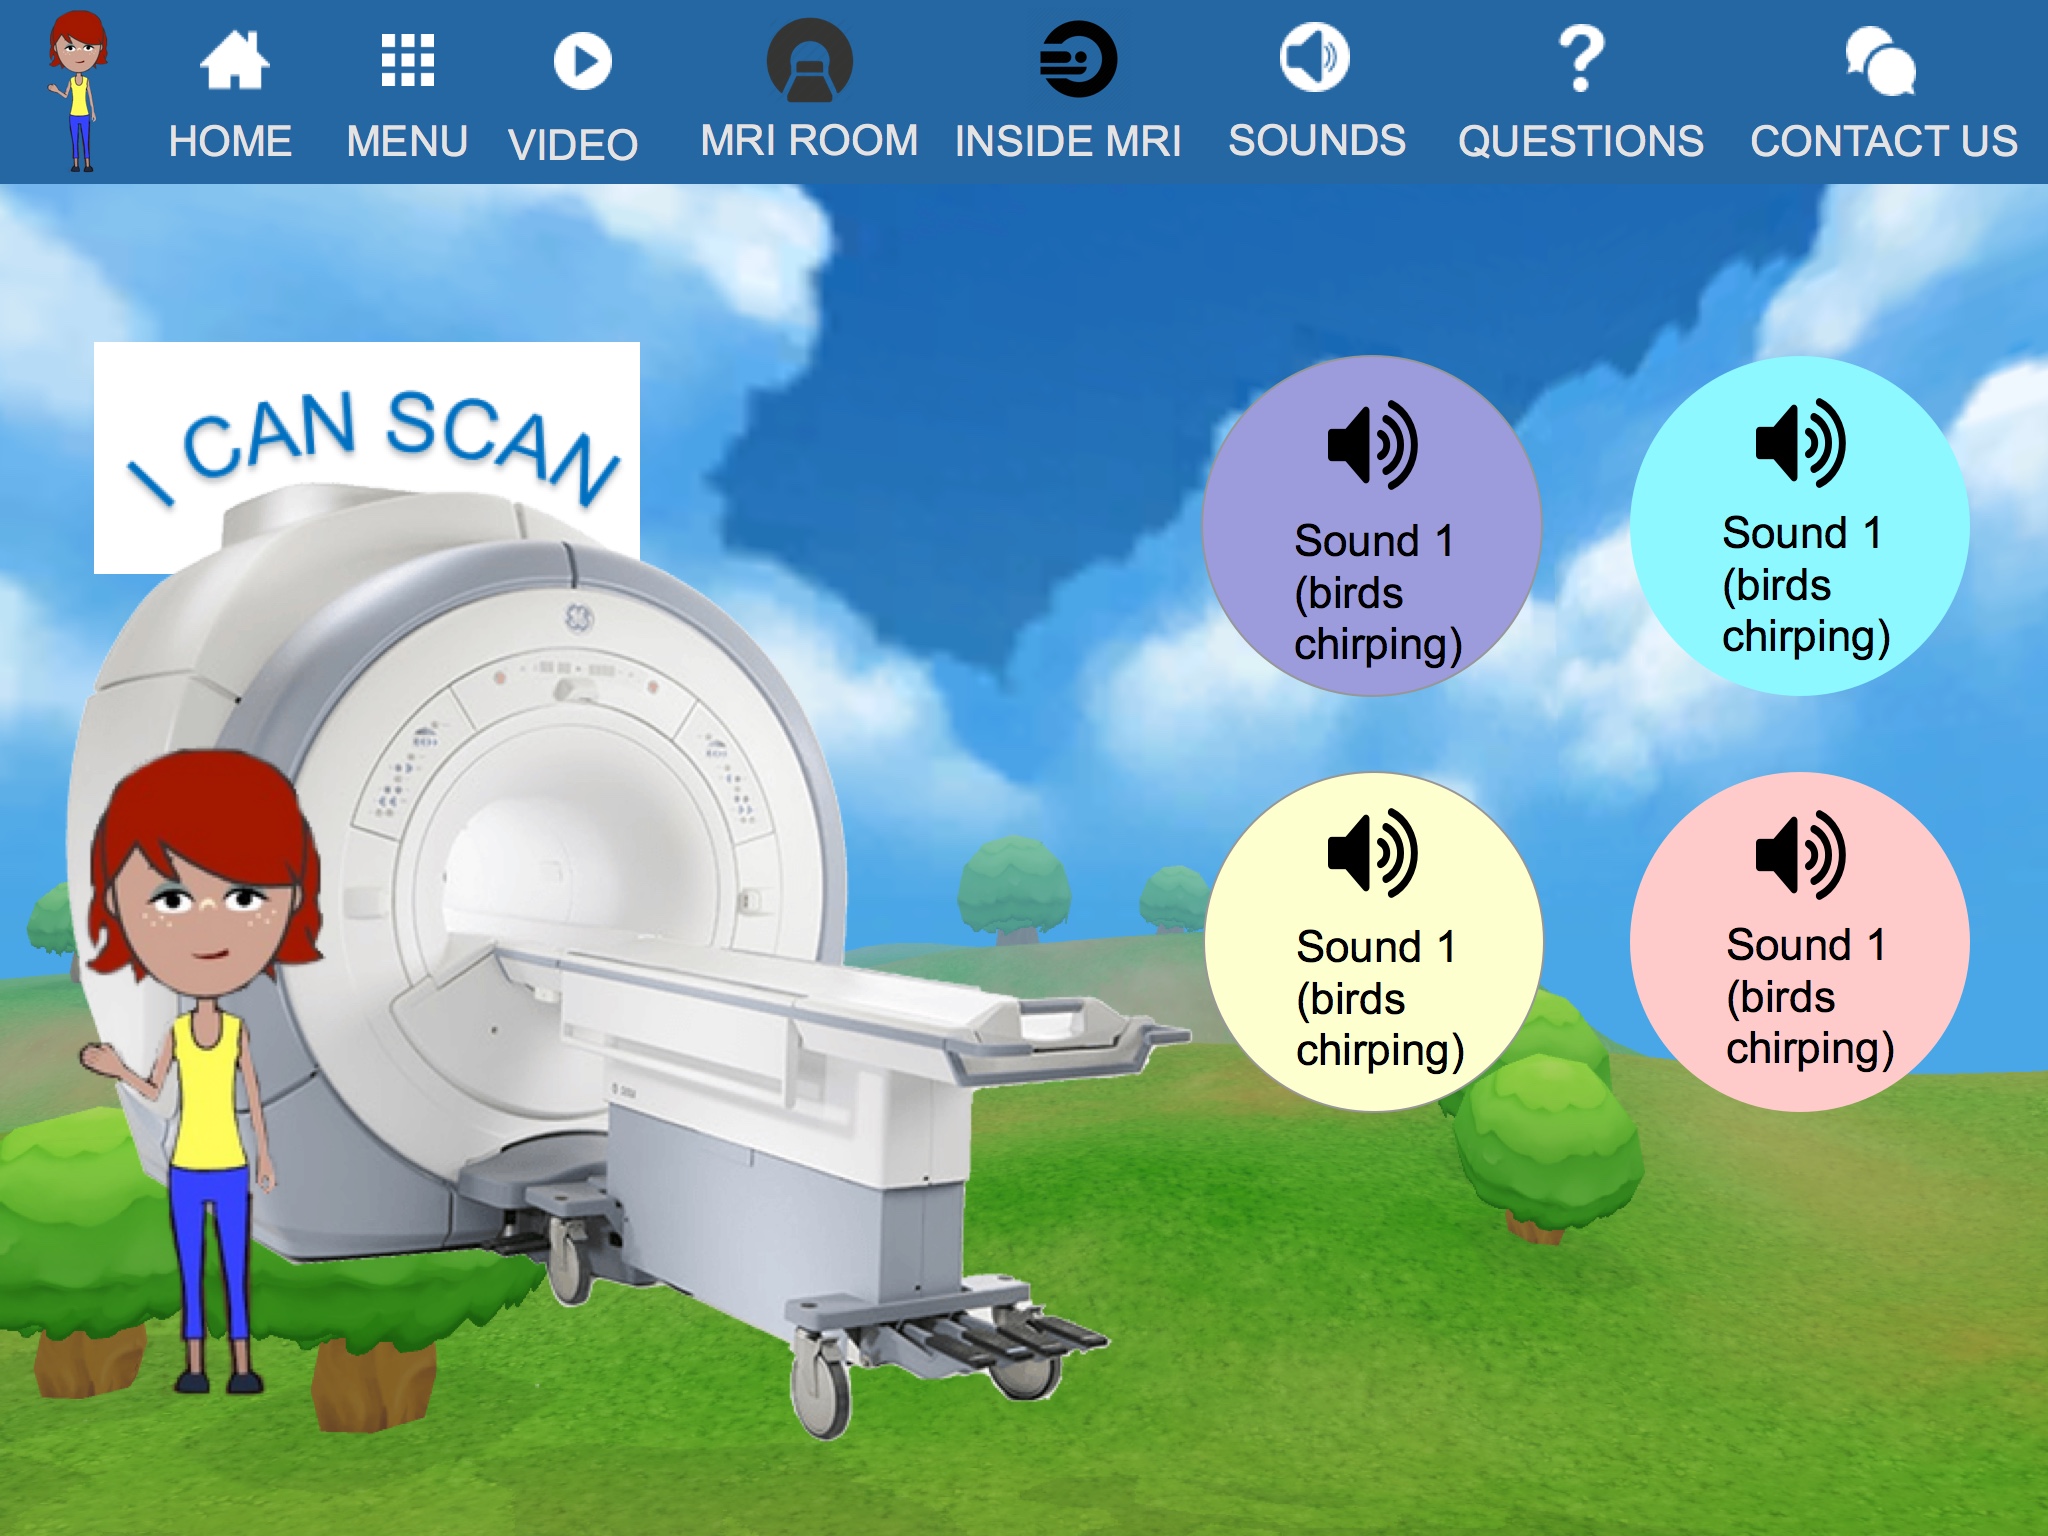 HOME
MENU
VIDEO
MRI ROOM
INSIDE MRI
SOUNDS
QUESTIONS
CONTACT US
I CAN SCAN
Sound 1
(birds
chirping)
Sound 1
(birds
chirping)
Sound 1
(birds
chirping)
Sound 1
(birds
chirping)